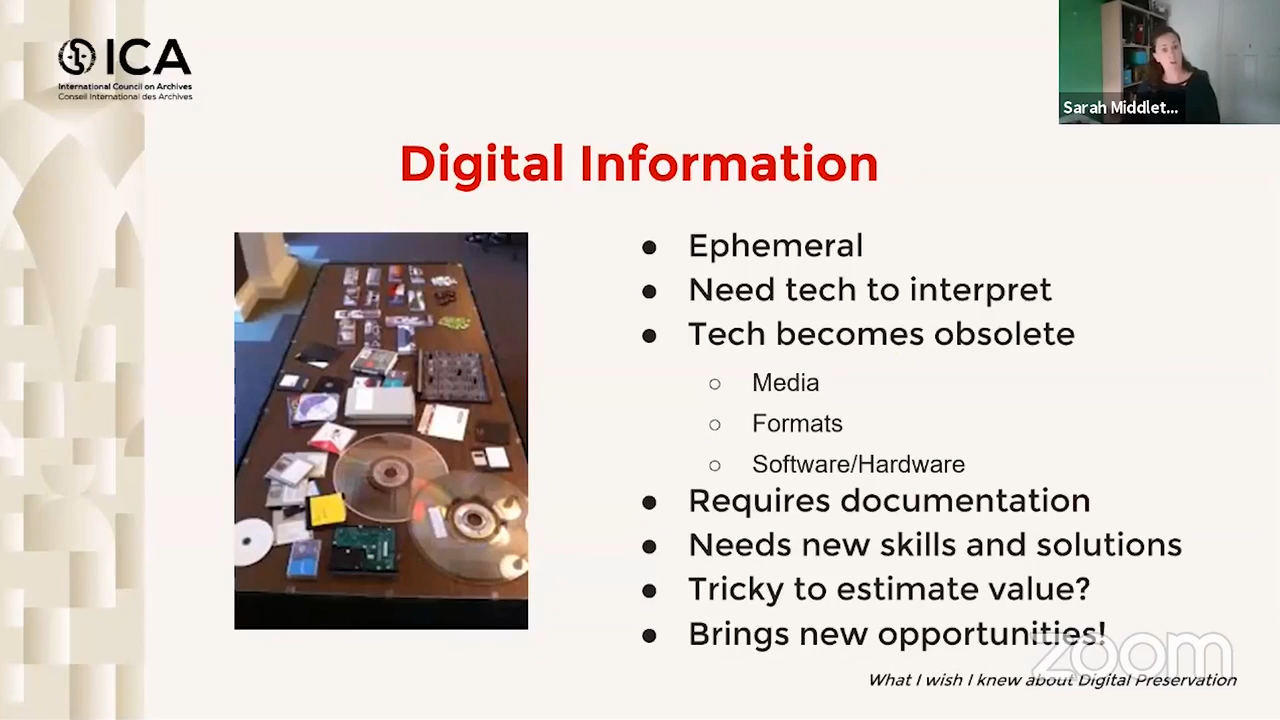 ICA
International Council on Archives
Conseil International des Archives
Sarah Middlet...
Digital Information
● Ephemeral
● Need tech to interpret
● Tech becomes obsolete
○ Media
○ Formats
○ Software/Hardware
● Requires documentation
● Needs new skills and solutions
● Tricky to estimate value?
● Brings new opportunities!
zoom
What I wish I knew about Digital Preservation